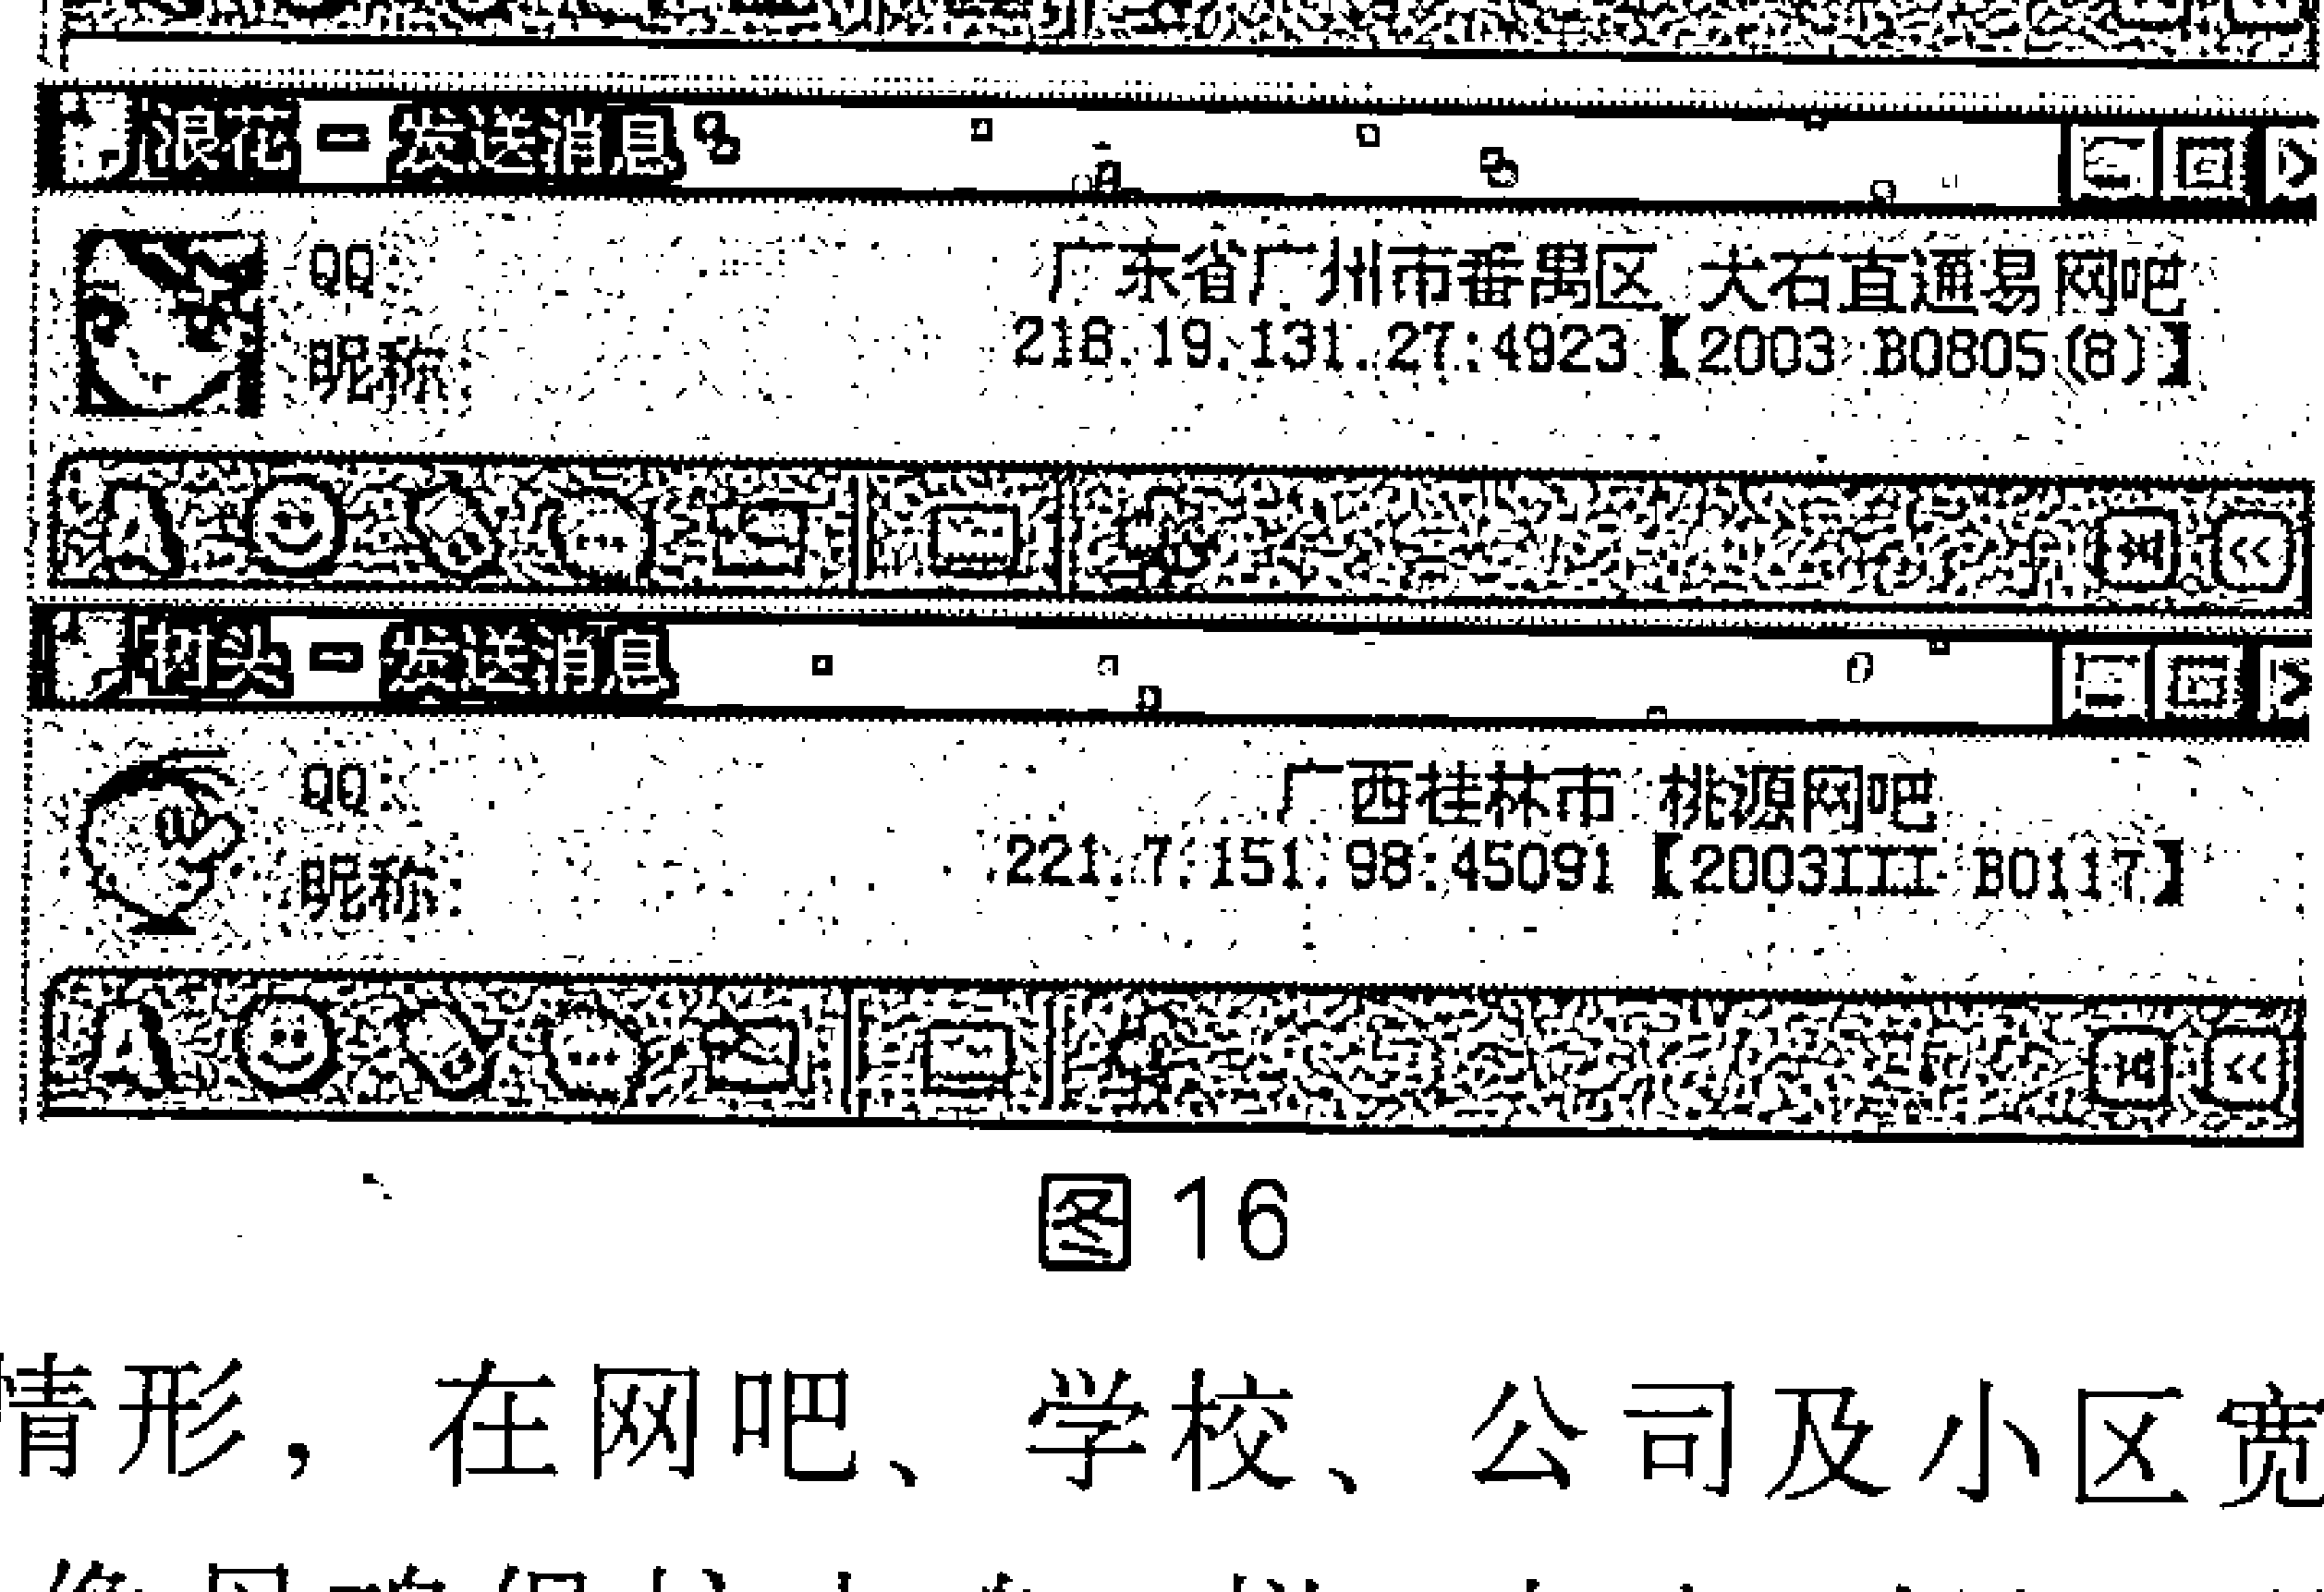 浪花 - 发送消息
QQ: 广东省广州市番禺区 大石直通易网吧
昵称: 218.19.131.27:4923【2003 B0805(8)】
树头 - 发送消息
QQ: 广西桂林市 桃源网吧
昵称: 221.7.151.98:45091【2003III B0117】
图 16
情形，在网吧、学校、公司及小区宽